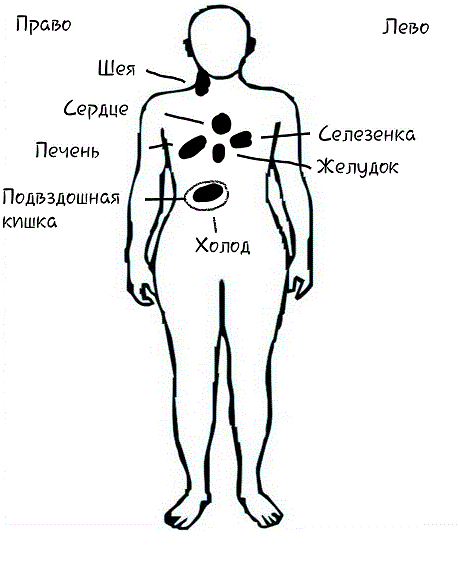 Право
Лево
Шея
Сердце
Селезенка
Печень
Желудок
Подвздошная
кишка
Холод